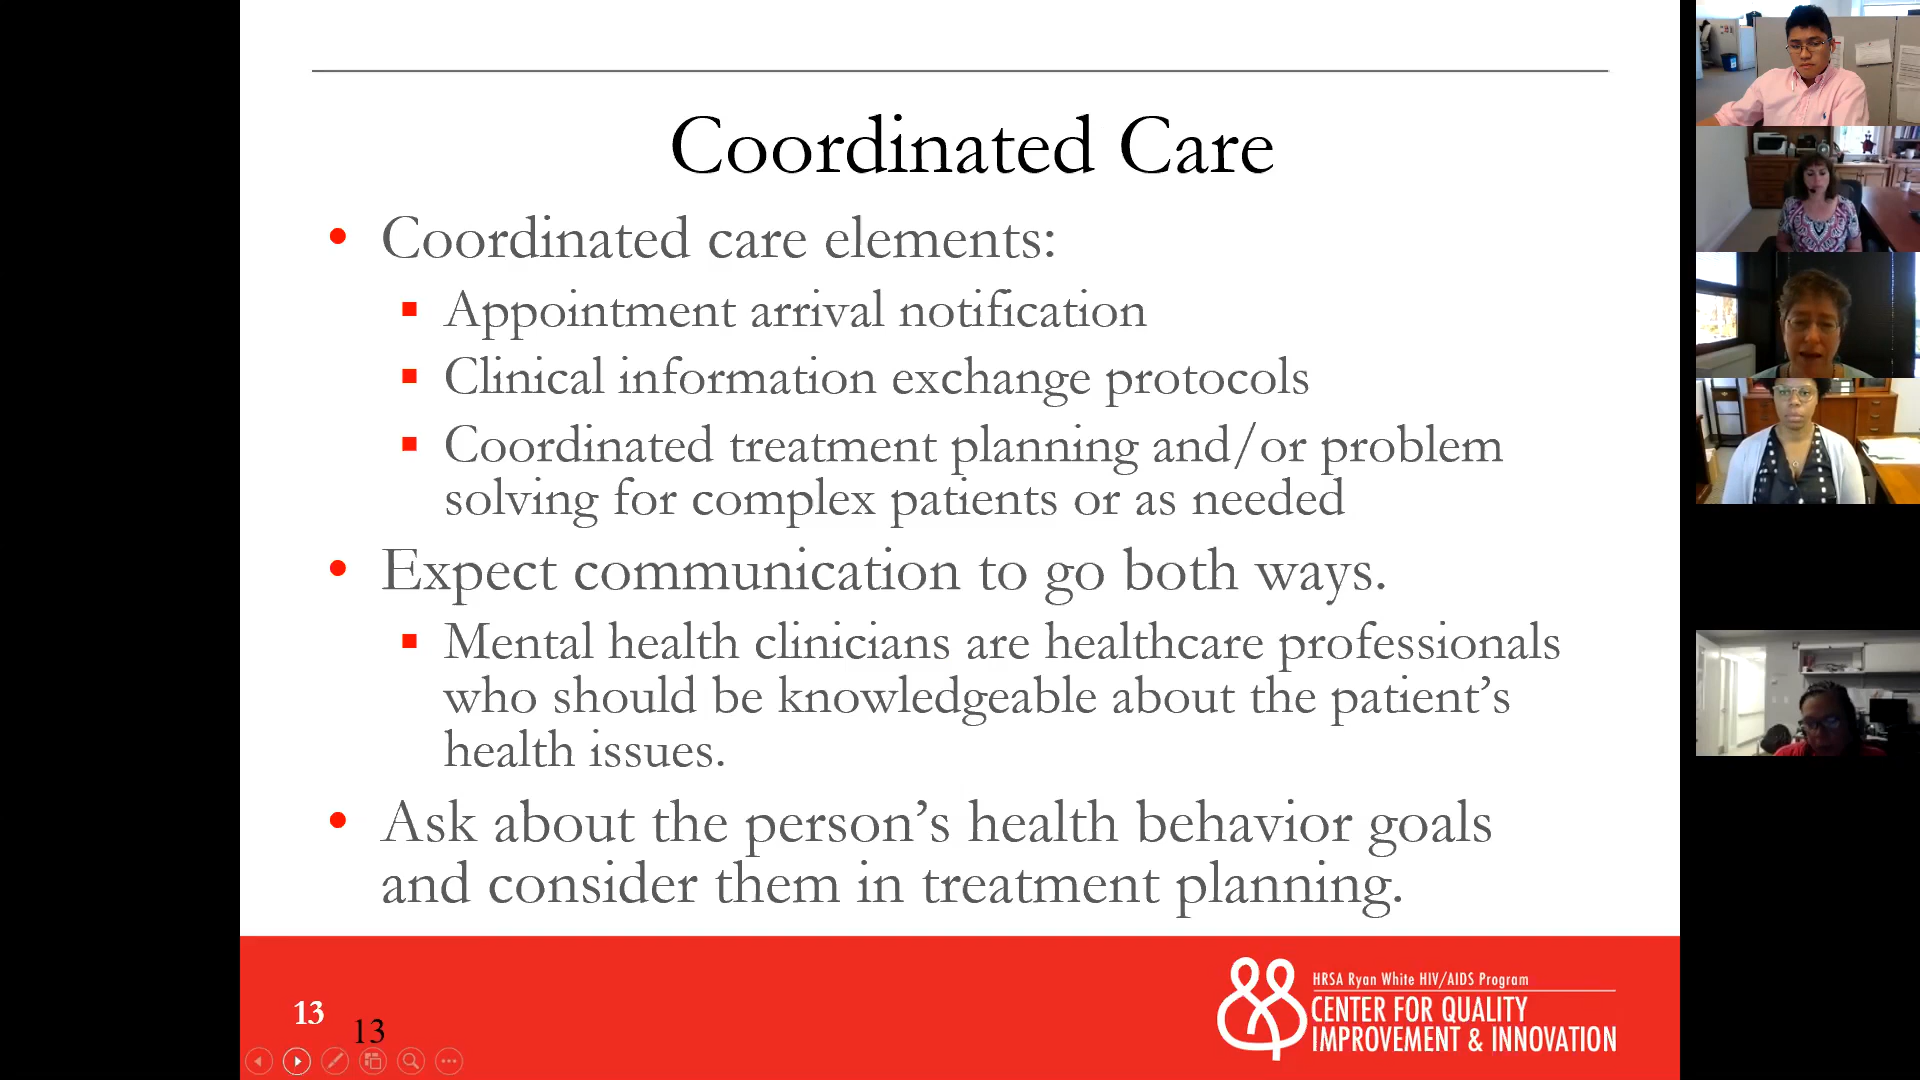 Coordinated Care
• Coordinated care elements:
▪ Appointment arrival notification
▪ Clinical information exchange protocols
▪ Coordinated treatment planning and/or problem
solving for complex patients or as needed
• Expect communication to go both ways.
▪ Mental health clinicians are healthcare professionals
who should be knowledgeable about the patient’s
health issues.
• Ask about the person’s health behavior goals
and consider them in treatment planning.
13
13
HRSA Ryan White HIV/AIDS Program
CENTER FOR QUALITY
IMPROVEMENT & INNOVATION